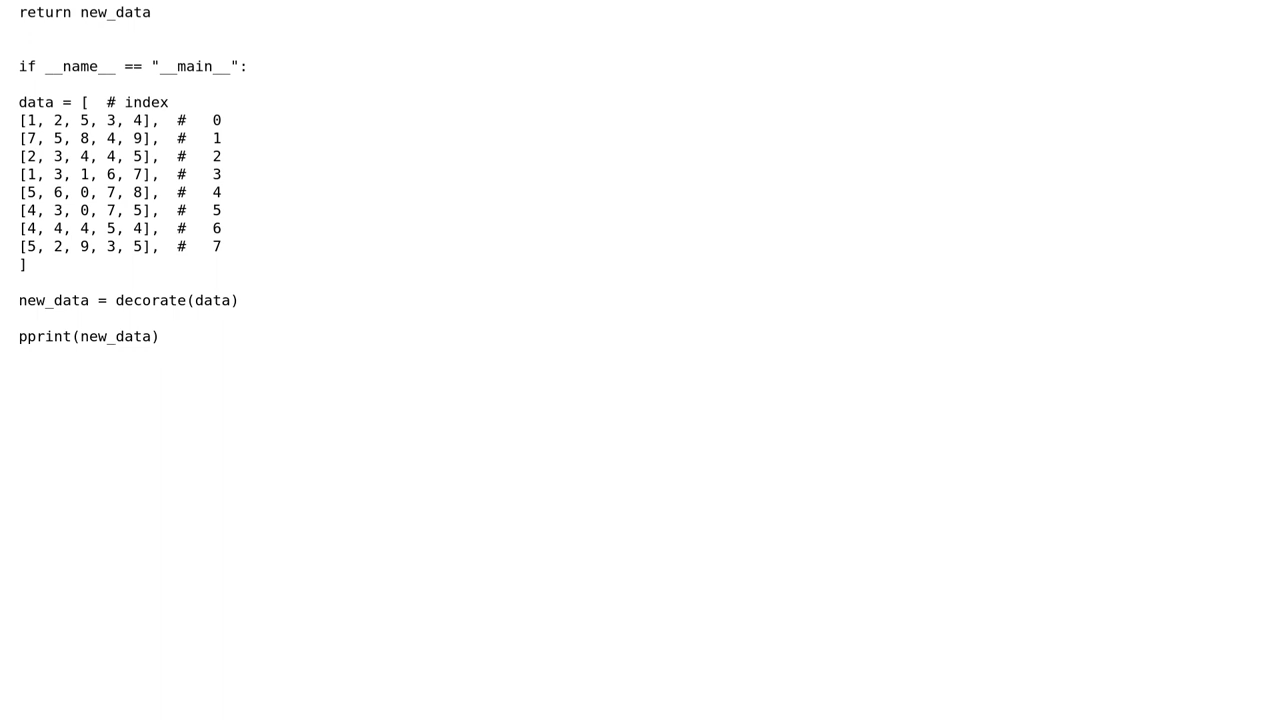 return new_data
if __name__ == "__main__":
data = [  # index
[1, 2, 5, 3, 4],  #   0
[7, 5, 8, 4, 9],  #   1
[2, 3, 4, 4, 5],  #   2
[1, 3, 1, 6, 7],  #   3
[5, 6, 0, 7, 8],  #   4
[4, 3, 0, 7, 5],  #   5
[4, 4, 4, 5, 4],  #   6
[5, 2, 9, 3, 5],  #   7
]
new_data = decorate(data)
pprint(new_data)